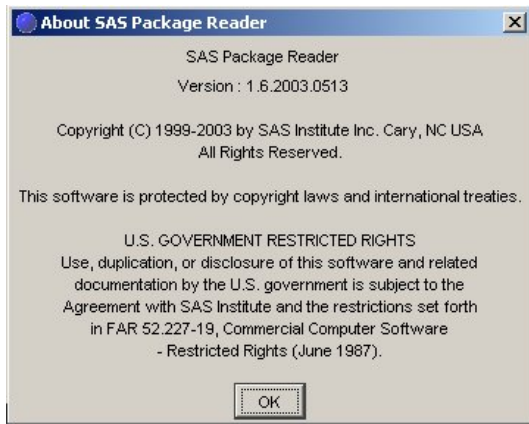 About SAS Package Reader
SAS Package Reader
Version : 1.6.2003.0513
Copyright (C) 1999-2003 by SAS Institute Inc. Cary, NC USA
All Rights Reserved.
This software is protected by copyright laws and international treaties.
U.S. GOVERNMENT RESTRICTED RIGHTS
Use, duplication, or disclosure of this software and related
documentation by the U.S. government is subject to the
Agreement with SAS Institute and the restrictions set forth
in FAR 52.227-19, Commercial Computer Software
- Restricted Rights (June 1987).
OK